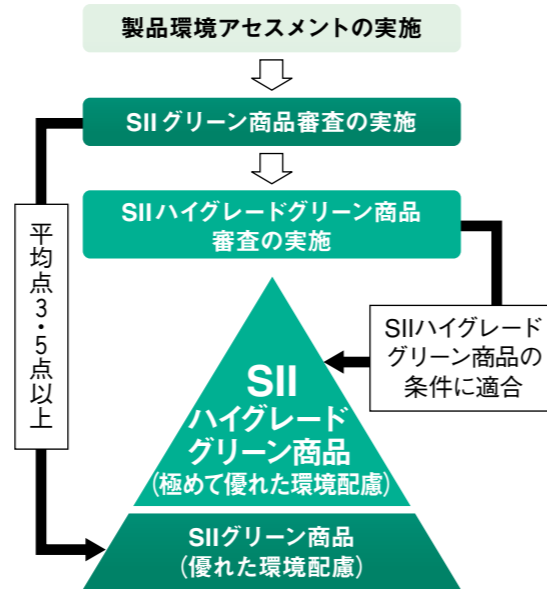 製品環境アセスメントの実施
SIIグリーン商品審査の実施
SIIハイグレードグリーン商品
審査の実施
平均点3・5点以上
SIIハイグレード
グリーン商品の
条件に適合
SII
ハイグレード
グリーン商品
(極めて優れた環境配慮)
SIIグリーン商品
(優れた環境配慮)